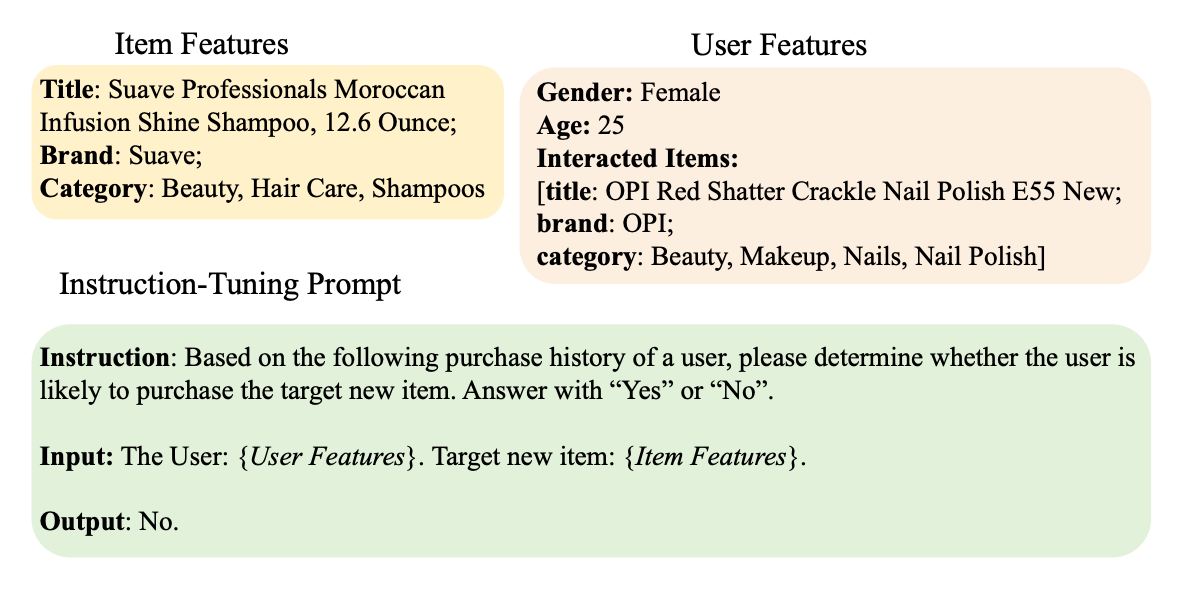 Item Features
Title: Suave Professionals Moroccan
Infusion Shine Shampoo, 12.6 Ounce;
Brand: Suave;
Category: Beauty, Hair Care, Shampoos
User Features
Gender: Female
Age: 25
Interacted Items:
[title: OPI Red Shatter Crackle Nail Polish E55 New;
brand: OPI;
category: Beauty, Makeup, Nails, Nail Polish]
Instruction-Tuning Prompt
Instruction: Based on the following purchase history of a user, please determine whether the user is
likely to purchase the target new item. Answer with “Yes” or “No”.
Input: The User: {User Features}. Target new item: {Item Features}.
Output: No.